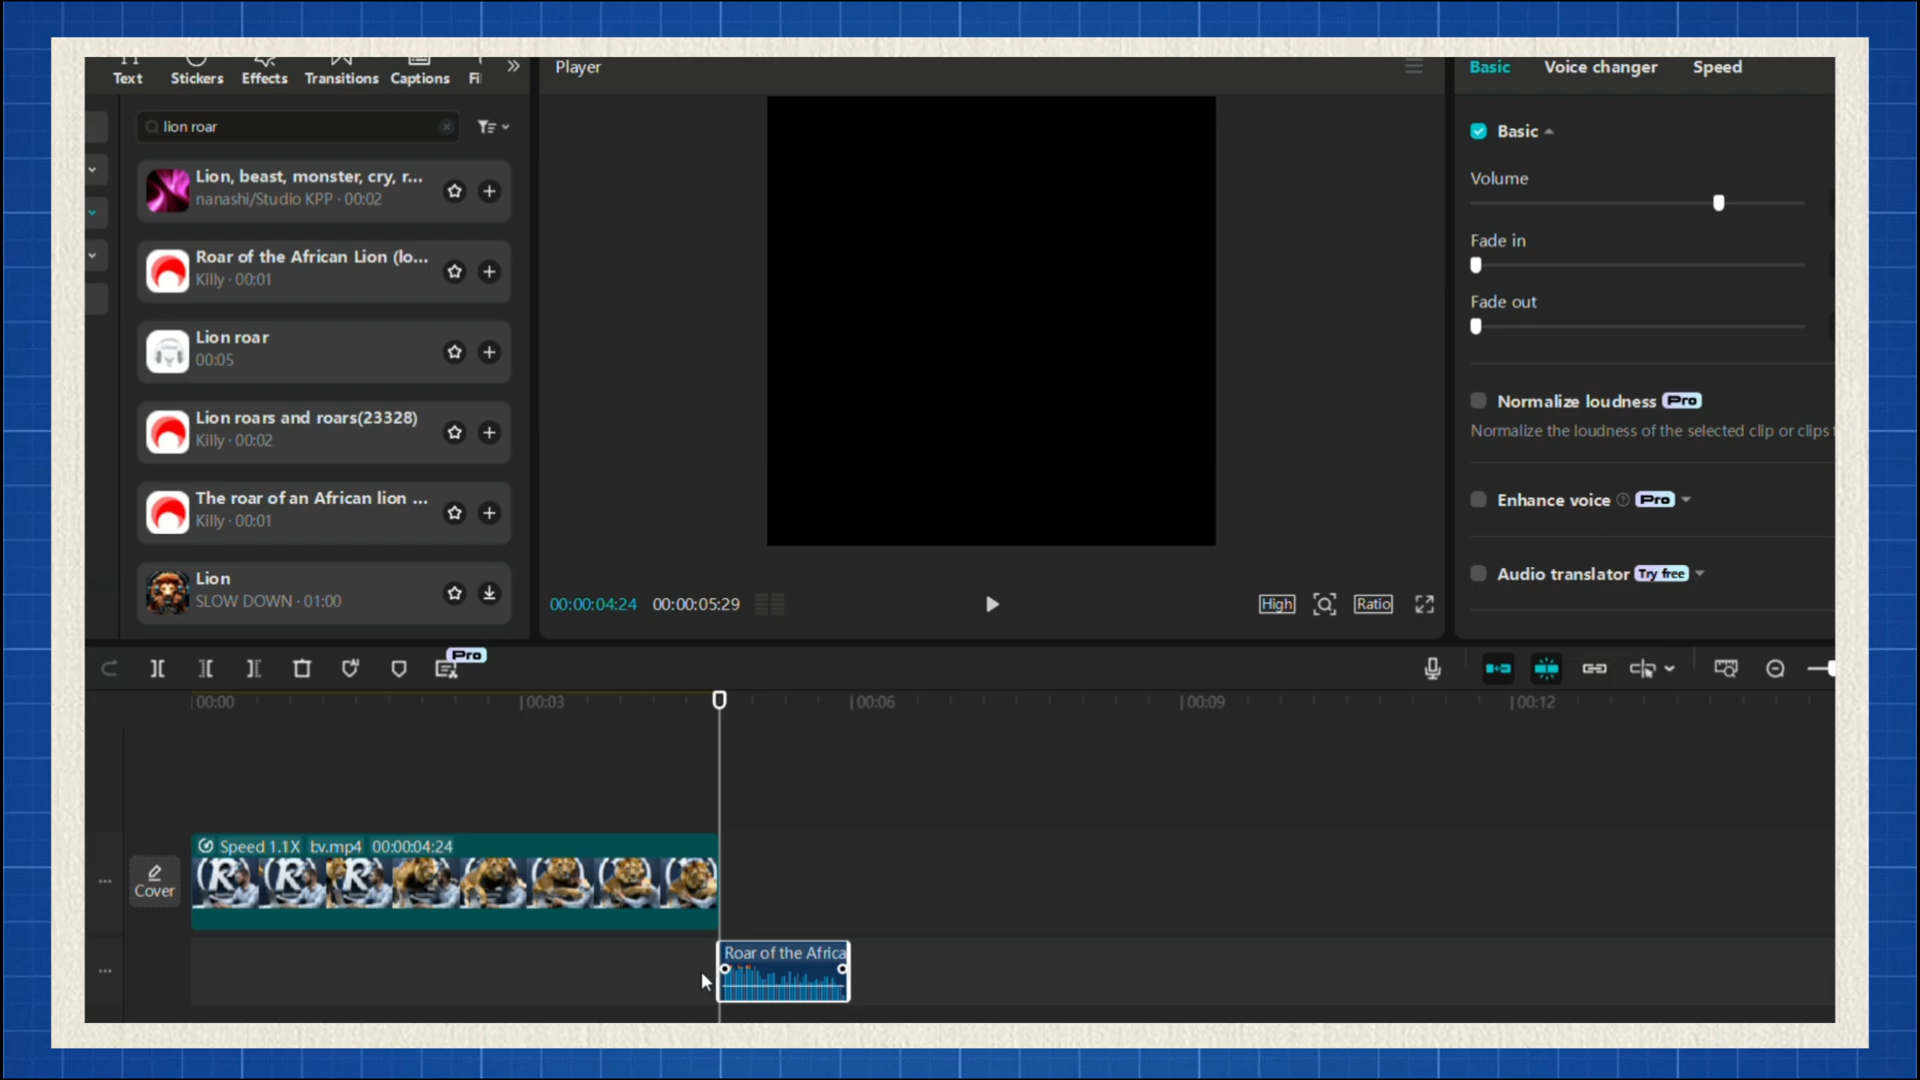 Text
Stickers
Effects
Transitions
Captions
Player
Basic
Voice changer
Speed
lion roar
Lion, beast, monster, cry, r...
nanashi/Studio KPP · 00:02
Roar of the African Lion (lo...
Killy · 00:01
Lion roar
00:05
Lion roars and roars(23328)
Killy · 00:02
The roar of an African lion ...
Killy · 00:01
Lion
SLOW DOWN · 01:00
00:00:04:24 00:00:05:29
High
Ratio
Basic
Volume
Fade in
Fade out
Normalize loudness Pro
Normalize the loudness of the selected clip or clips
Enhance voice Pro
Audio translator Try free
Pro
00:00
00:03
00:06
00:09
00:12
Cover
Speed 1.1X bv.mp4 00:00:04:24
R R R
Roar of the Africa